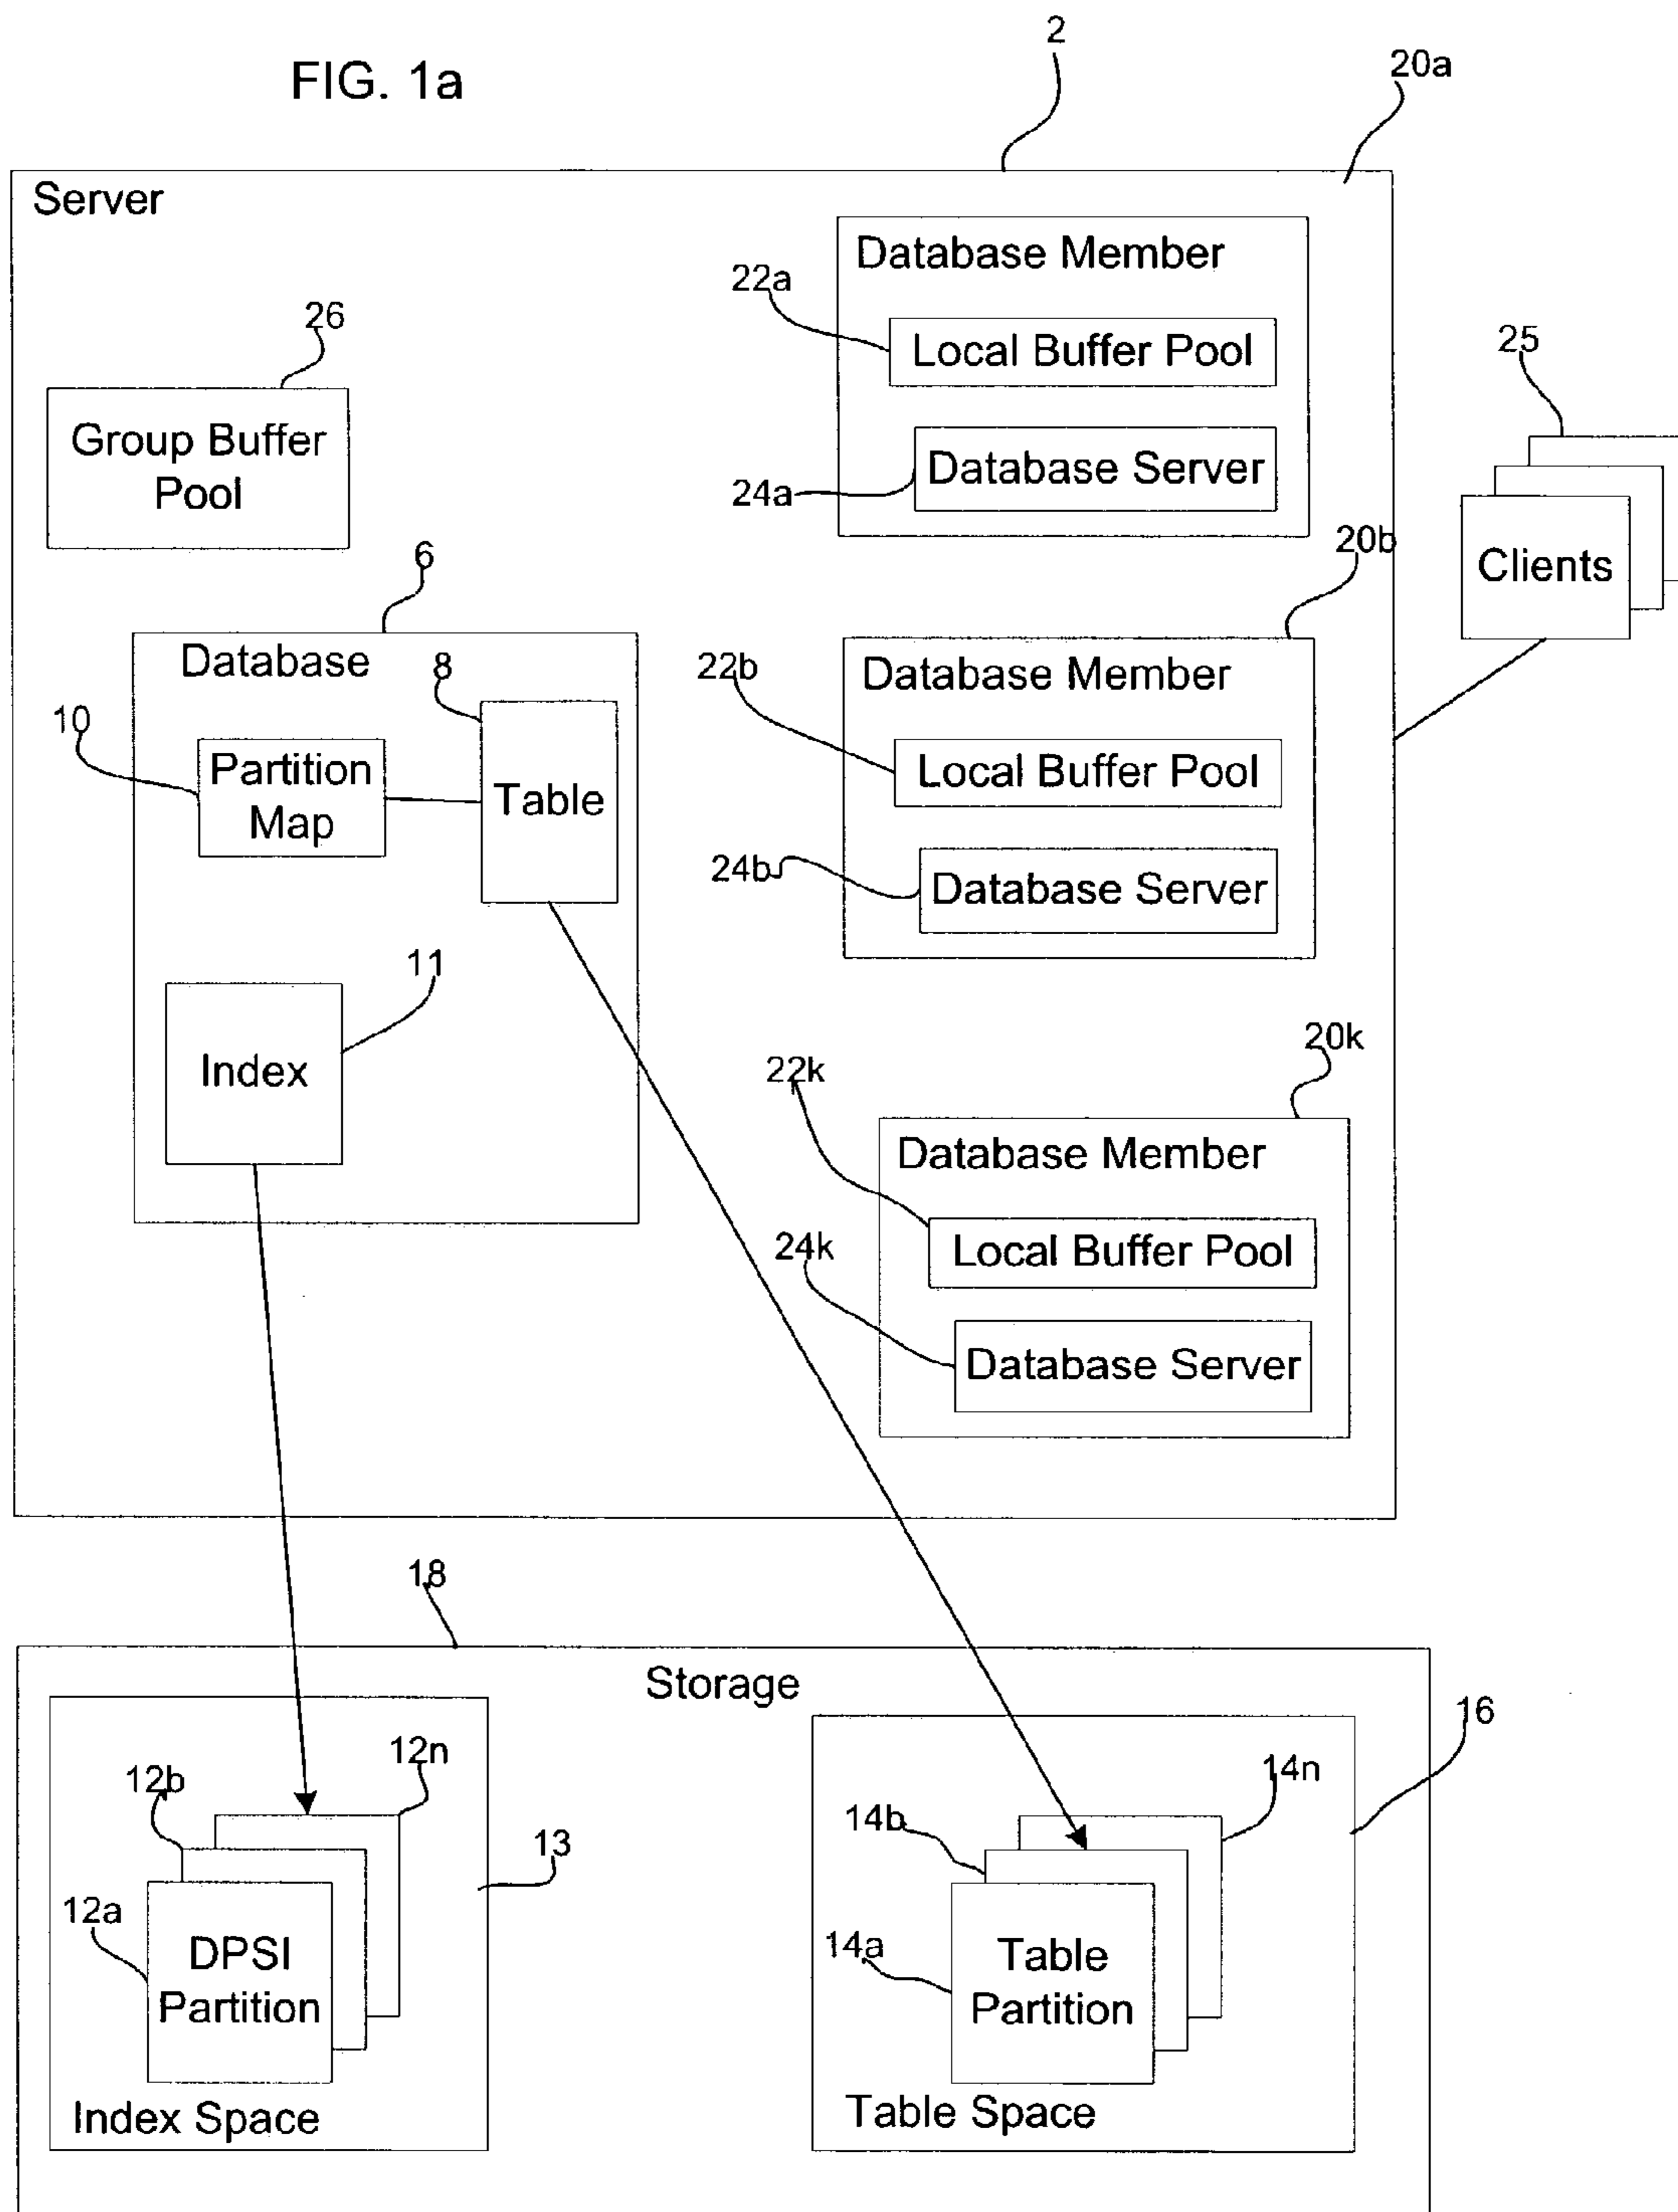 FIG. 1a
2
20a
Server
Database Member
22a
Local Buffer Pool
24a
Database Server
26
Group Buffer
Pool
25
Clients
6
Database
8
10
Partition
Map
Table
11
Index
20b
Database Member
22b
Local Buffer Pool
24b
Database Server
20k
Database Member
22k
Local Buffer Pool
24k
Database Server
18
Storage
12n
12b
12a
13
DPSI
Partition
Index Space
16
14n
14b
14a
Table
Partition
Table Space